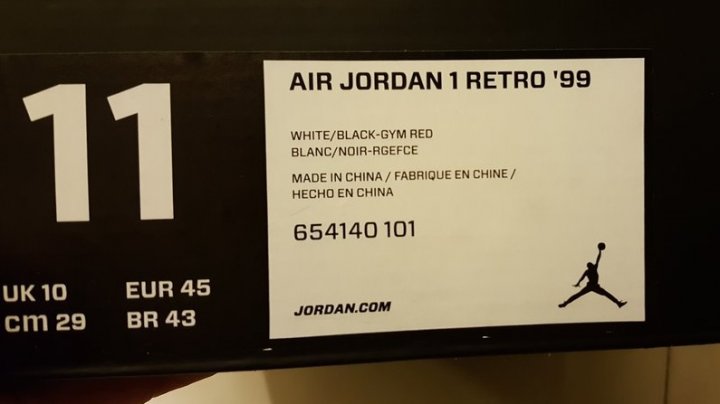 11
UK 10 EUR 45
cm 29 BR 43
AIR JORDAN 1 RETRO '99
WHITE/BLACK-GYM RED
BLANC/NOIR-RGEFCE
MADE IN CHINA / FABRIQUE EN CHINE /
HECHO EN CHINA
654140 101
JORDAN.COM